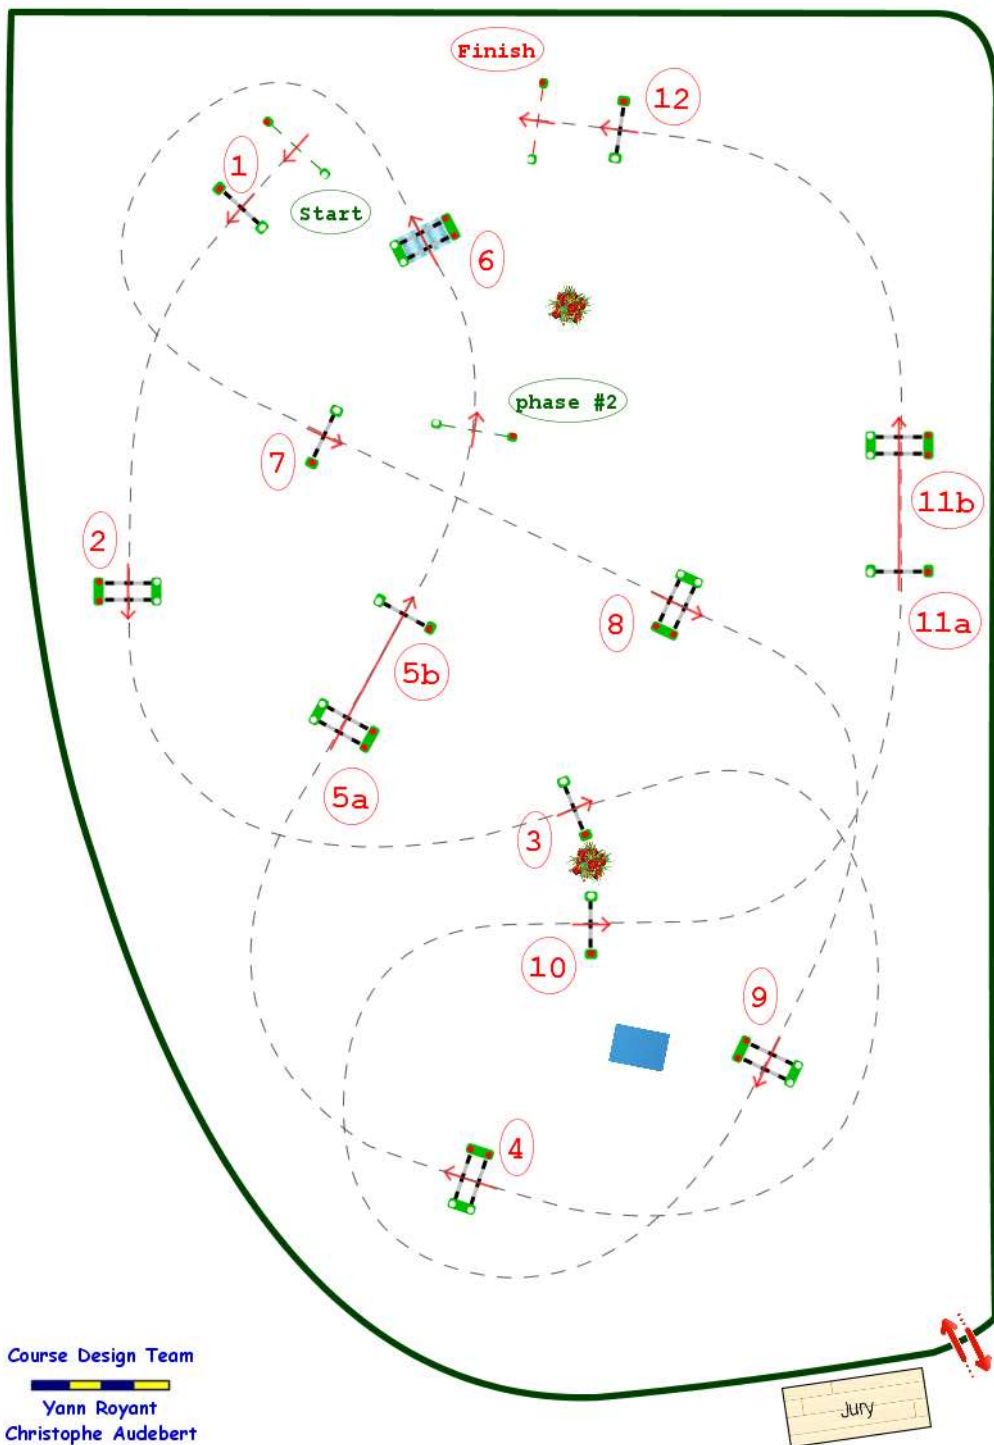 Finish
12
1
Start
6
phase #2
7
11b
2
8
11a
5b
5a
3
10
9
4
Course Design Team
Yann Royant
Christophe Audebert
Jury